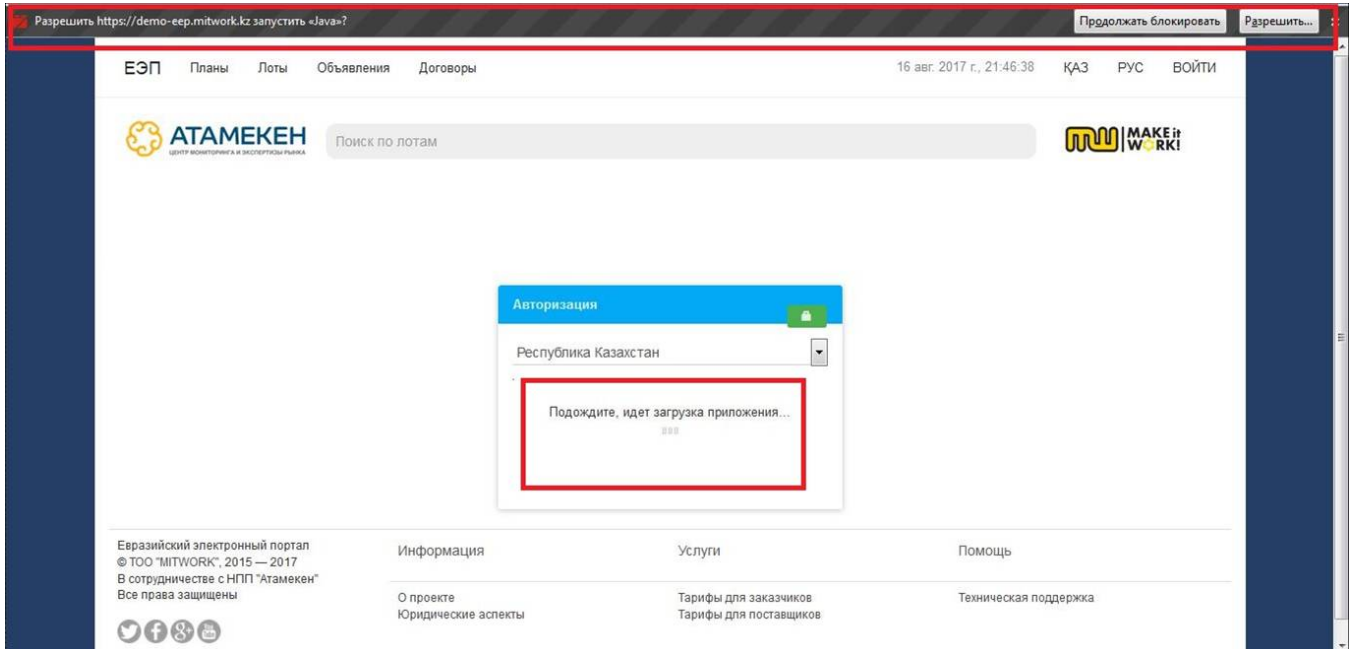 Разрешить https://demo-eep.mitwork.kz запустить «Java»? Продолжать блокировать Разрешить...
ЕЭП Планы Лоты Объявления Договоры 16 авг. 2017 г., 21:46:38 ҚАЗ РУС ВОЙТИ
АТАМЕКЕН
ЦЕНТР МОНИТОРИНГА И ЭКСПЕРТИЗЫ РЫНКА
Поиск по лотам
mw MAKE it
WORK!
Авторизация
Республика Казахстан
Подождите, идет загрузка приложения...
Евразийский электронный портал
© ТОО "MITWORK", 2015 — 2017
В сотрудничестве с НПП "Атамекен"
Все права защищены
Информация
О проекте
Юридические аспекты
Услуги
Тарифы для заказчиков
Тарифы для поставщиков
Помощь
Техническая поддержка